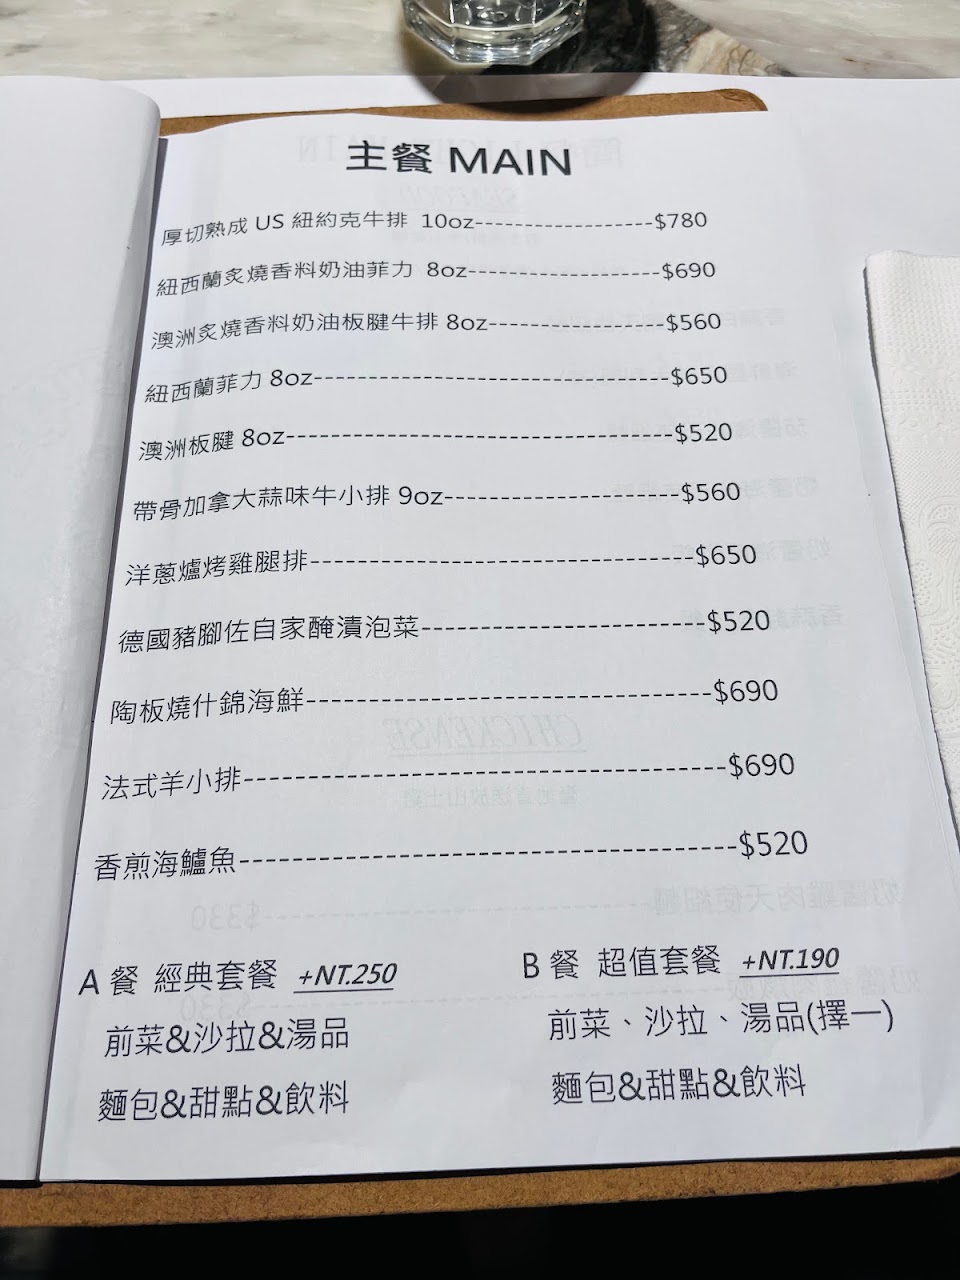 主餐 MAIN
厚切熟成 US 紐約克牛排 10oz-------------------$780
紐西蘭炙燒香料奶油菲力 8oz-------------------$690
澳洲炙燒香料奶油板腱牛排 8oz-----------------$560
紐西蘭菲力 8oz-----------------------------------$650
澳洲板腱 8oz-------------------------------------$520
帶骨加拿大蒜味牛小排 9oz----------------------$560
洋蔥爐烤雞腿排-----------------------------------$650
德國豬腳佐自家醃漬泡菜-------------------------$520
陶板燒什錦海鮮-----------------------------------$690
法式羊小排----------------------------------------$690
香煎海鱸魚----------------------------------------$520
A 餐 經典套餐 +NT.250
前菜&沙拉&湯品
麵包&甜點&飲料
B 餐 超值套餐 +NT.190
前菜、沙拉、湯品(擇一)
麵包&甜點&飲料